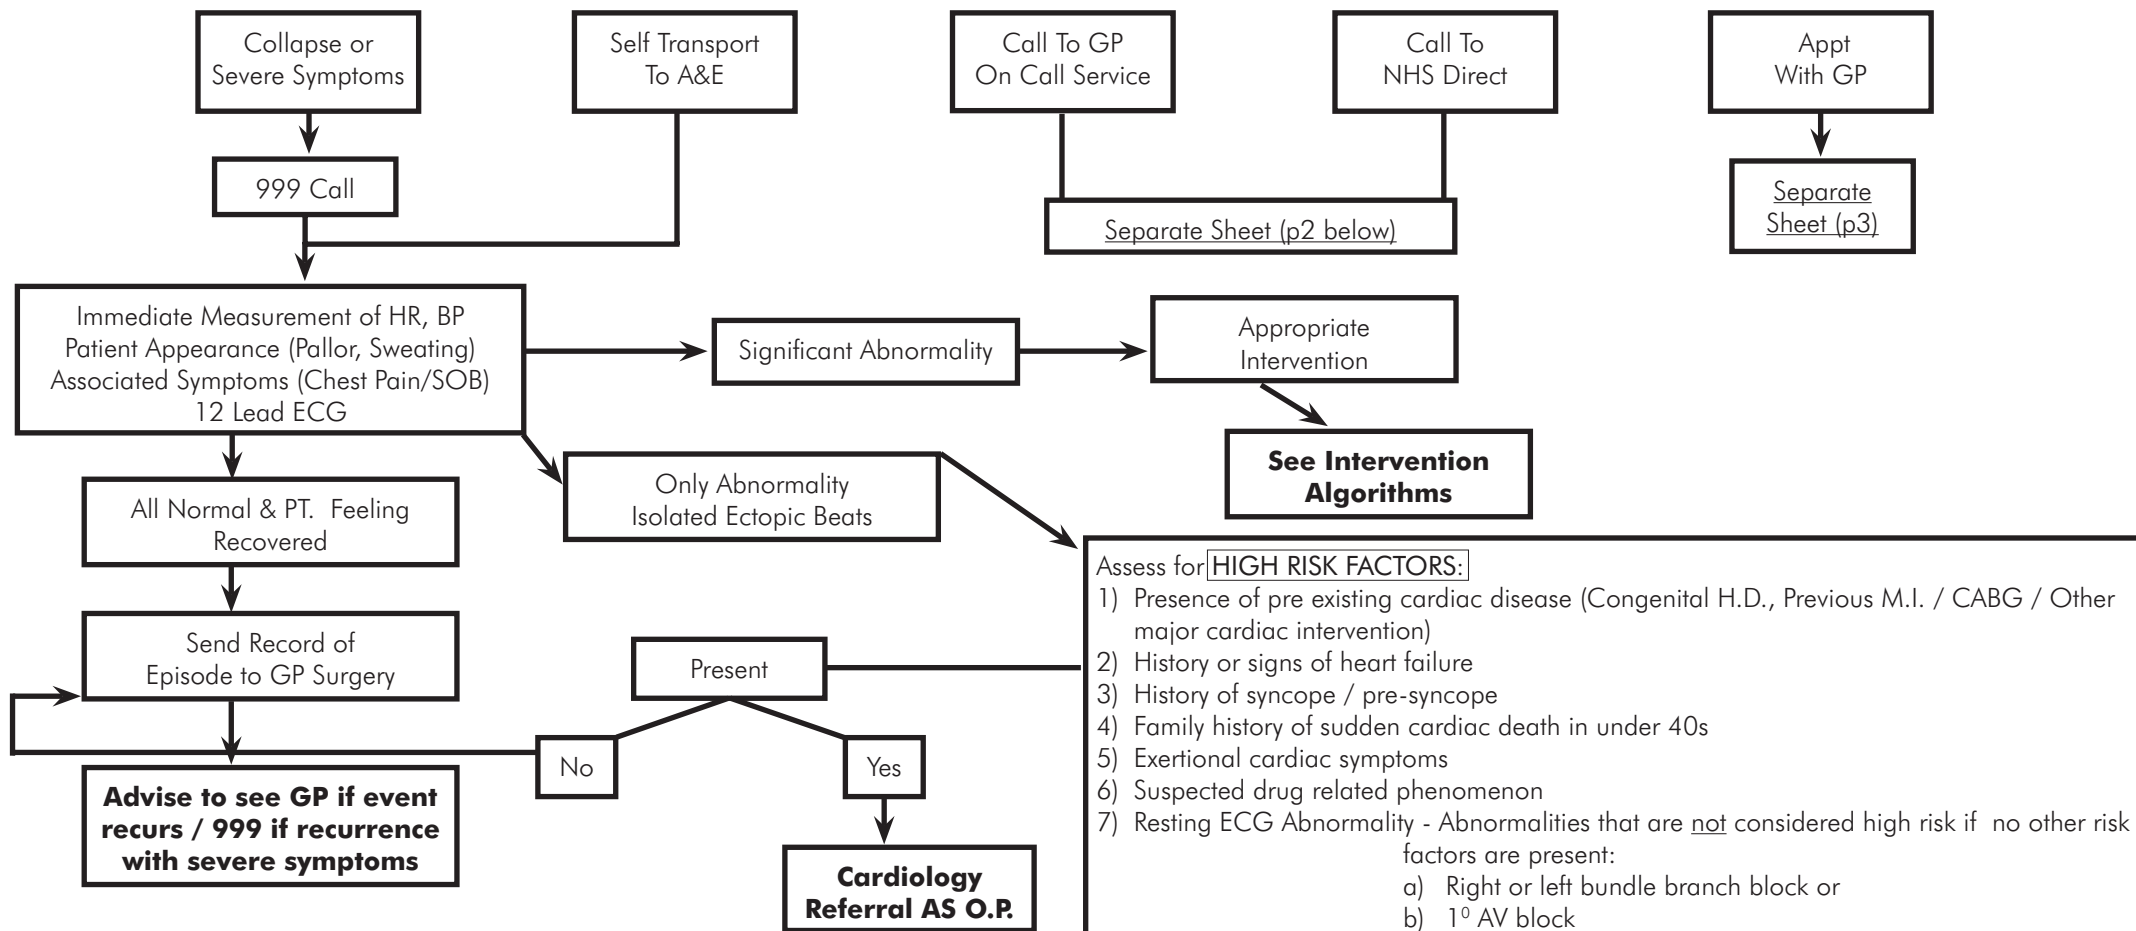 Collapse or
Severe Symptoms
Self Transport
To A&E
Call To GP
On Call Service
Call To
NHS Direct
Appt
With GP
999 Call
Separate Sheet (p2 below)
Separate
Sheet (p3)
Immediate Measurement of HR, BP
Patient Appearance (Pallor, Sweating)
Associated Symptoms (Chest Pain/SOB)
12 Lead ECG
Significant Abnormality
Appropriate
Intervention
See Intervention
Algorithms
Only Abnormality
Isolated Ectopic Beats
All Normal & PT. Feeling
Recovered
Send Record of
Episode to GP Surgery
Present
No
Yes
Advise to see GP if event
recurs / 999 if recurrence
with severe symptoms
Cardiology
Referral AS O.P.
Assess for HIGH RISK FACTORS:
1) Presence of pre existing cardiac disease (Congenital H.D., Previous M.I. / CABG / Other
major cardiac intervention)
2) History or signs of heart failure
3) History of syncope / pre-syncope
4) Family history of sudden cardiac death in under 40s
5) Exertional cardiac symptoms
6) Suspected drug related phenomenon
7) Resting ECG Abnormality - Abnormalities that are not considered high risk if no other risk
factors are present:
a) Right or left bundle branch block or
b) 1⁰ AV block